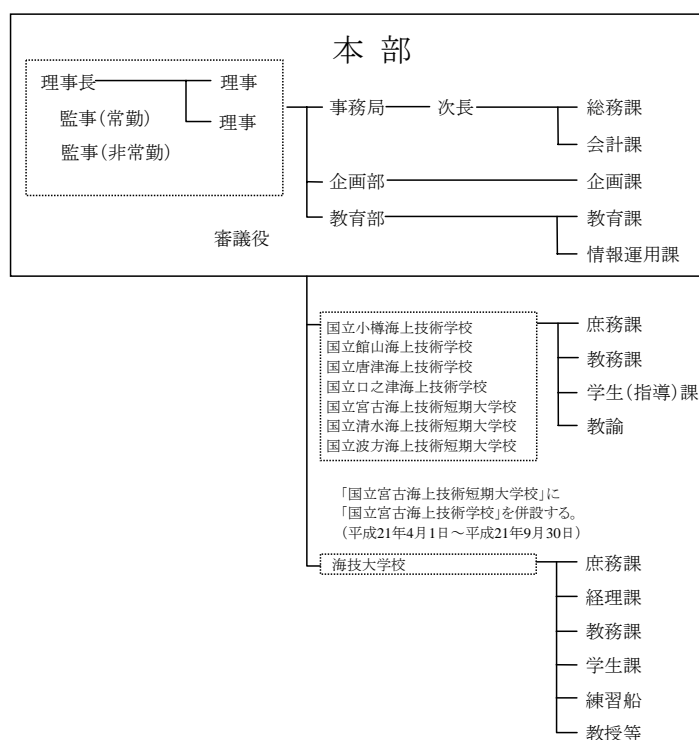 本 部
理事長 理事
監事(常勤) 理事
監事(非常勤)
事務局 次長 総務課
会計課
企画部 企画課
教育部 教育課
審議役 情報運用課
国立小樽海上技術学校
国立館山海上技術学校
国立唐津海上技術学校
国立口之津海上技術学校
国立宮古海上技術短期大学校
国立清水海上技術短期大学校
国立波方海上技術短期大学校
庶務課
教務課
学生(指導)課
教諭
「国立宮古海上技術短期大学校」に
「国立宮古海上技術学校」を併設する。
(平成21年4月1日~平成21年9月30日)
海技大学校 庶務課
経理課
教務課
学生課
練習船
教授等